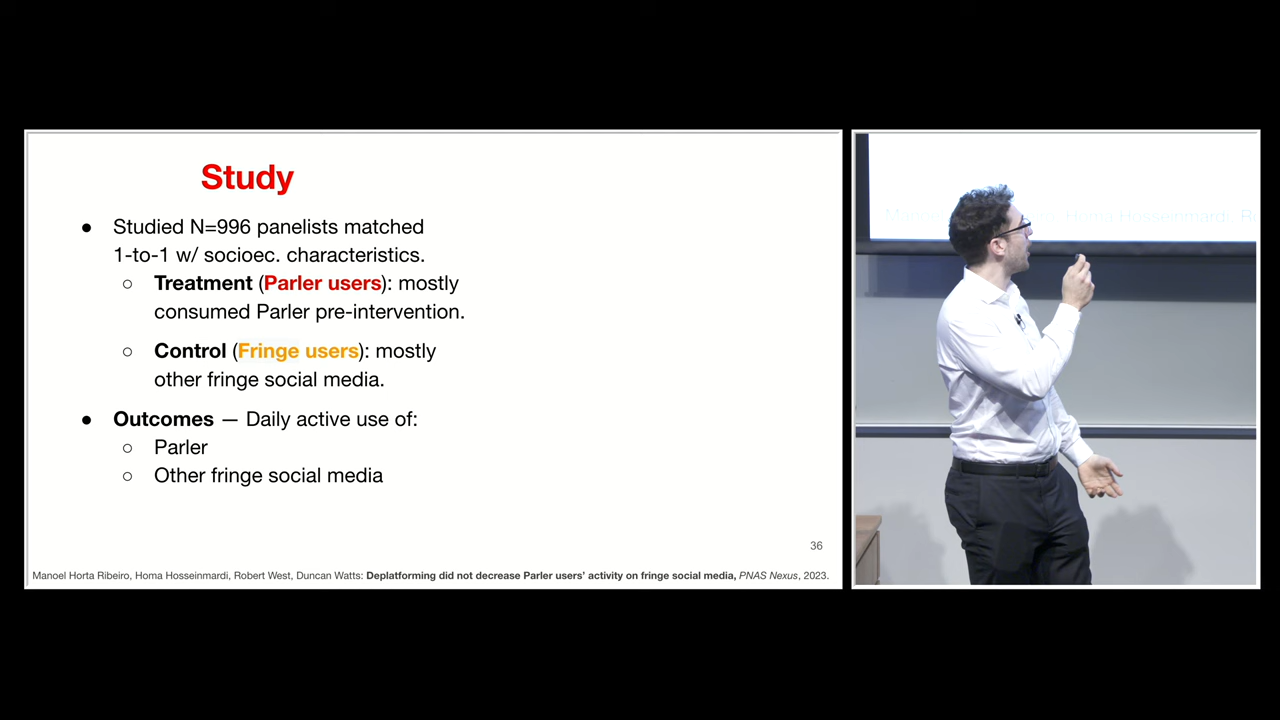 Study
● Studied N=996 panelists matched
1-to-1 w/ socioec. characteristics.
○ Treatment (Parler users): mostly
consumed Parler pre-intervention.
○ Control (Fringe users): mostly
other fringe social media.
● Outcomes — Daily active use of:
○ Parler
○ Other fringe social media
36
Manoel Horta Ribeiro, Homa Hosseinmardi, Robert West, Duncan Watts: Deplatforming did not decrease Parler users' activity on fringe social media, PNAS Nexus, 2023.
Homa Hosseinmardi,